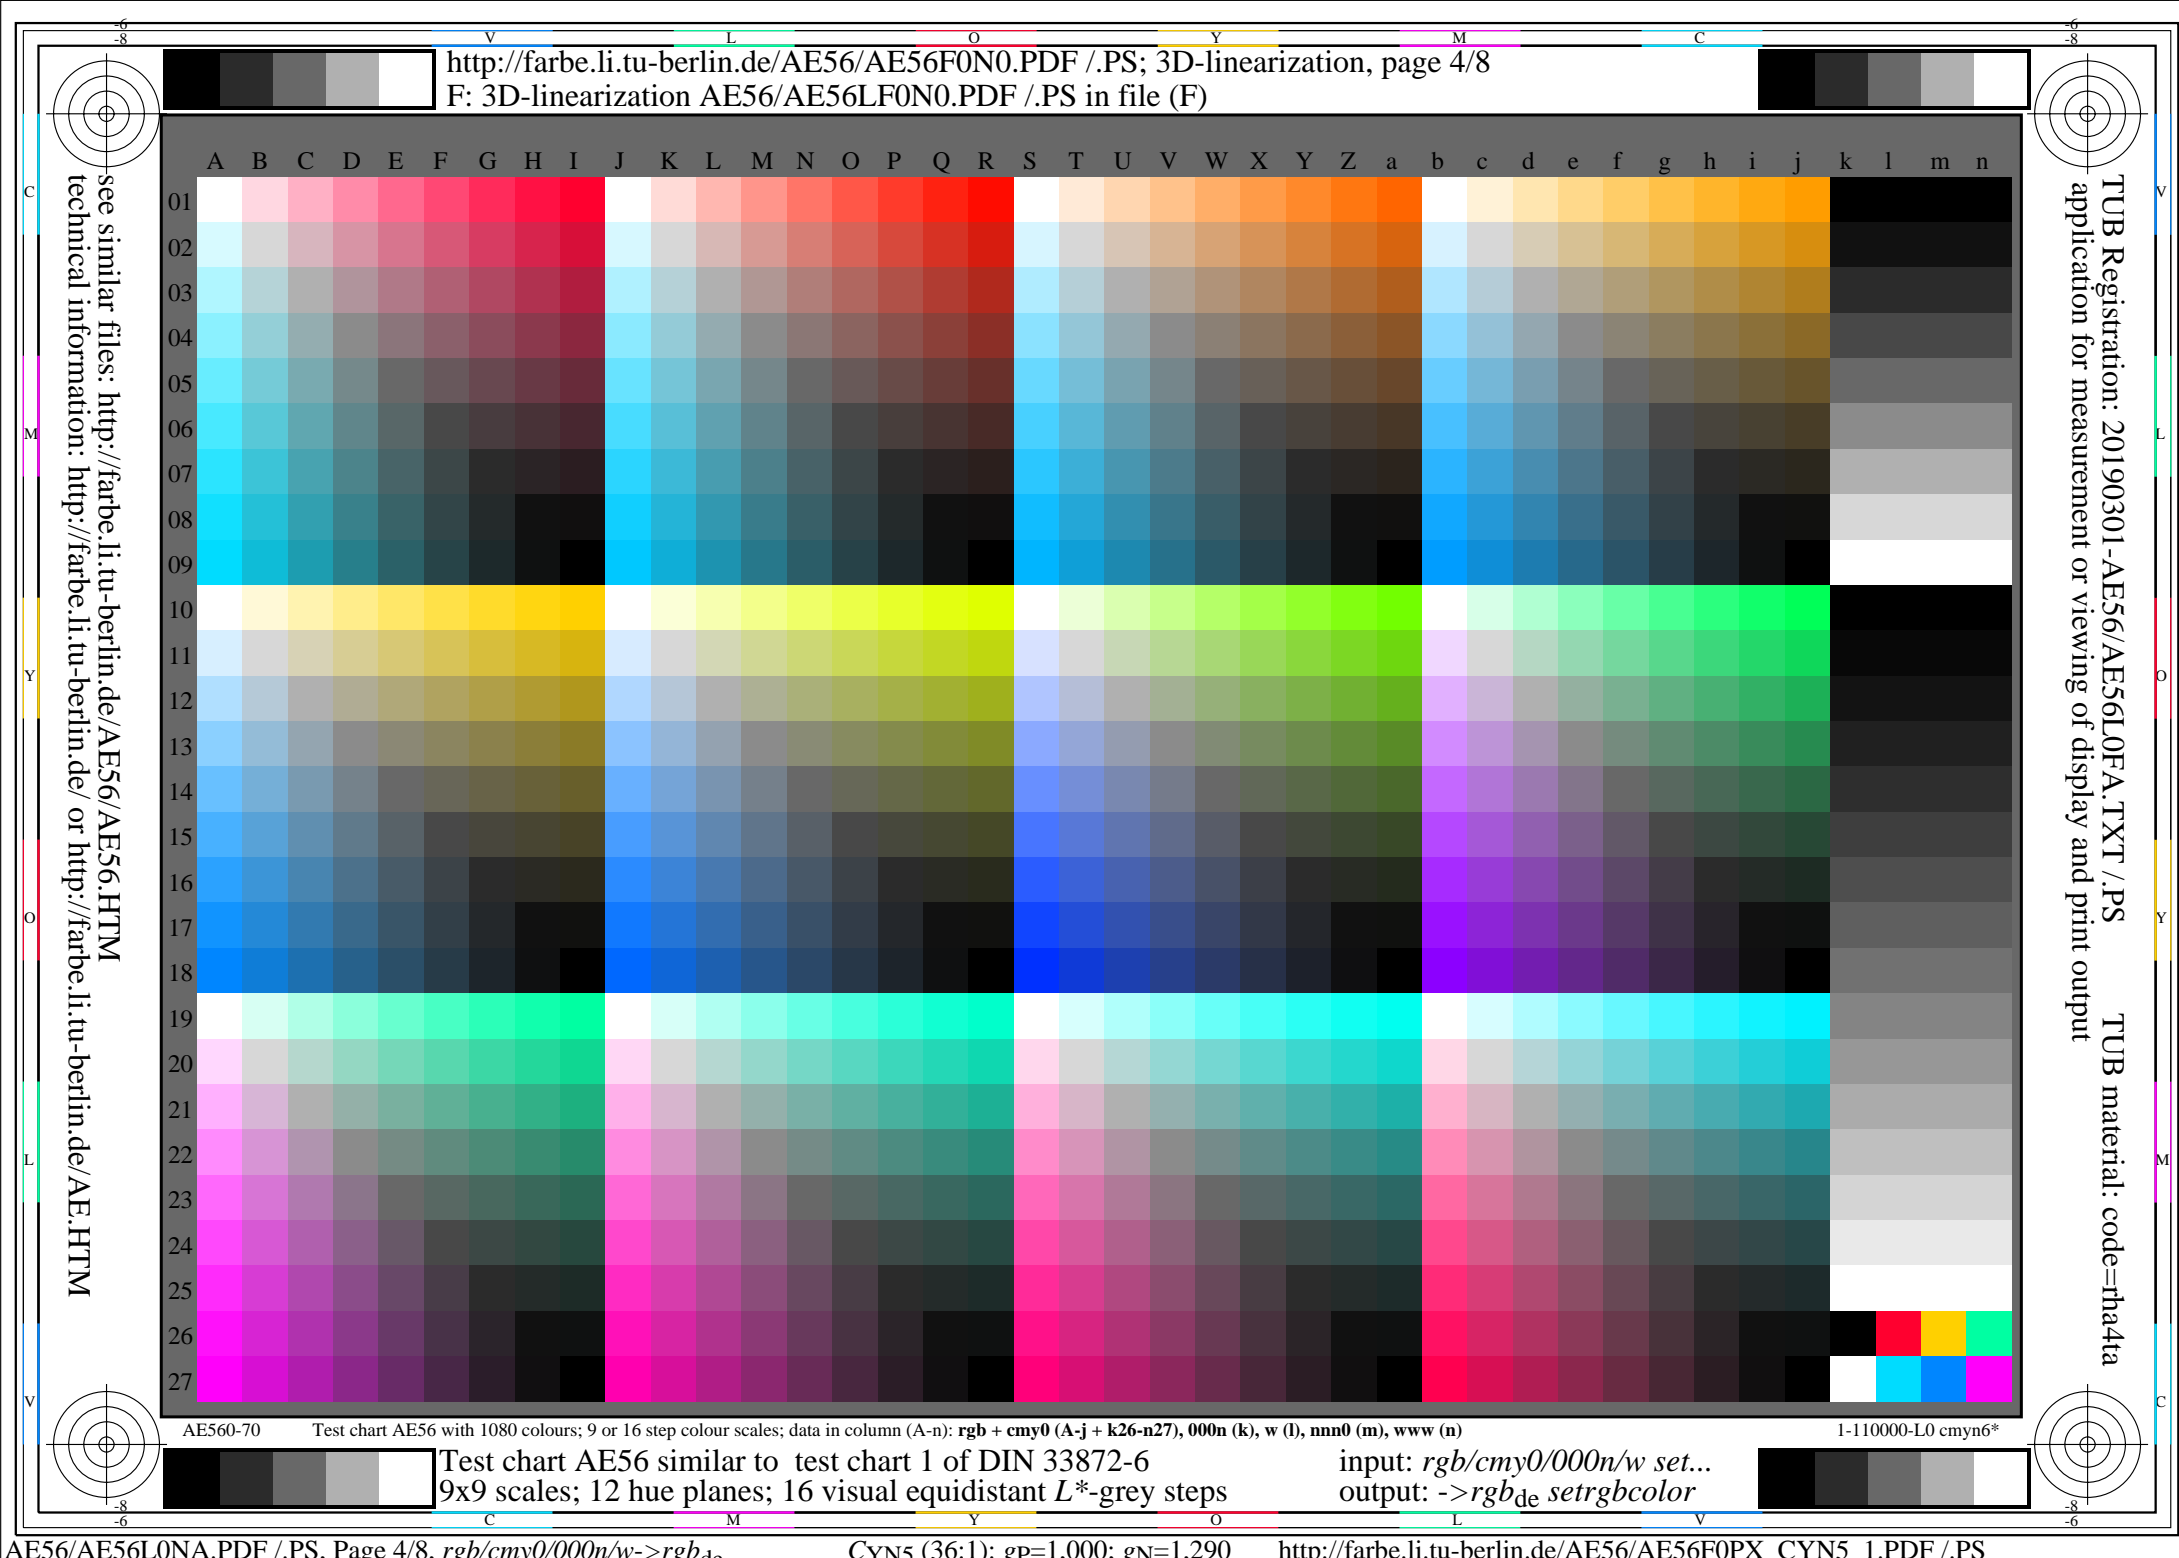 -6
-8
V L O Y M C
-6
-8
http://farbe.li.tu-berlin.de/AE56/AE56F0N0.PDF /.PS; 3D-linearization, page 4/8
F: 3D-linearization AE56/AE56LF0N0.PDF /.PS in file (F)
A B C D E F G H I J K L M N O P Q R S T U V W X Y Z a b c d e f g h i j k l m n
01
02
03
04
05
06
07
08
09
10
11
12
13
14
15
16
17
18
19
20
21
22
23
24
25
26
27
see similar files: http://farbe.li.tu-berlin.de/AE56/AE56.HTM
technical information: http://farbe.li.tu-berlin.de/ or http://farbe.li.tu-berlin.de/AE.HTM
TUB Registration: 20190301-AE56/AE56L0FA.TXT /.PS TUB material: code=rha4ta
application for measurement or viewing of display and print output
C
M
Y
O
L
V
V
L
O
Y
M
C
AE560-70 Test chart AE56 with 1080 colours; 9 or 16 step colour scales; data in column (A-n): rgb + cmy0 (A-j + k26-n27), 000n (k), w (l), nnn0 (m), www (n) 1-110000-L0 cmyn6*
Test chart AE56 similar to test chart 1 of DIN 33872-6 input: rgb/cmy0/000n/w set...
9x9 scales; 12 hue planes; 16 visual equidistant L*-grey steps output: ->rgbde setrgbcolor
-8
-6
C M Y O L V
-8
-6
AE56/AE56L0NA.PDF /.PS, Page 4/8, rgb/cmy0/000n/w->rgbde CYN5 (36:1): gP=1.000; gN=1.290 http://farbe.li.tu-berlin.de/AE56/AE56F0PX_CYN5_1.PDF /.PS